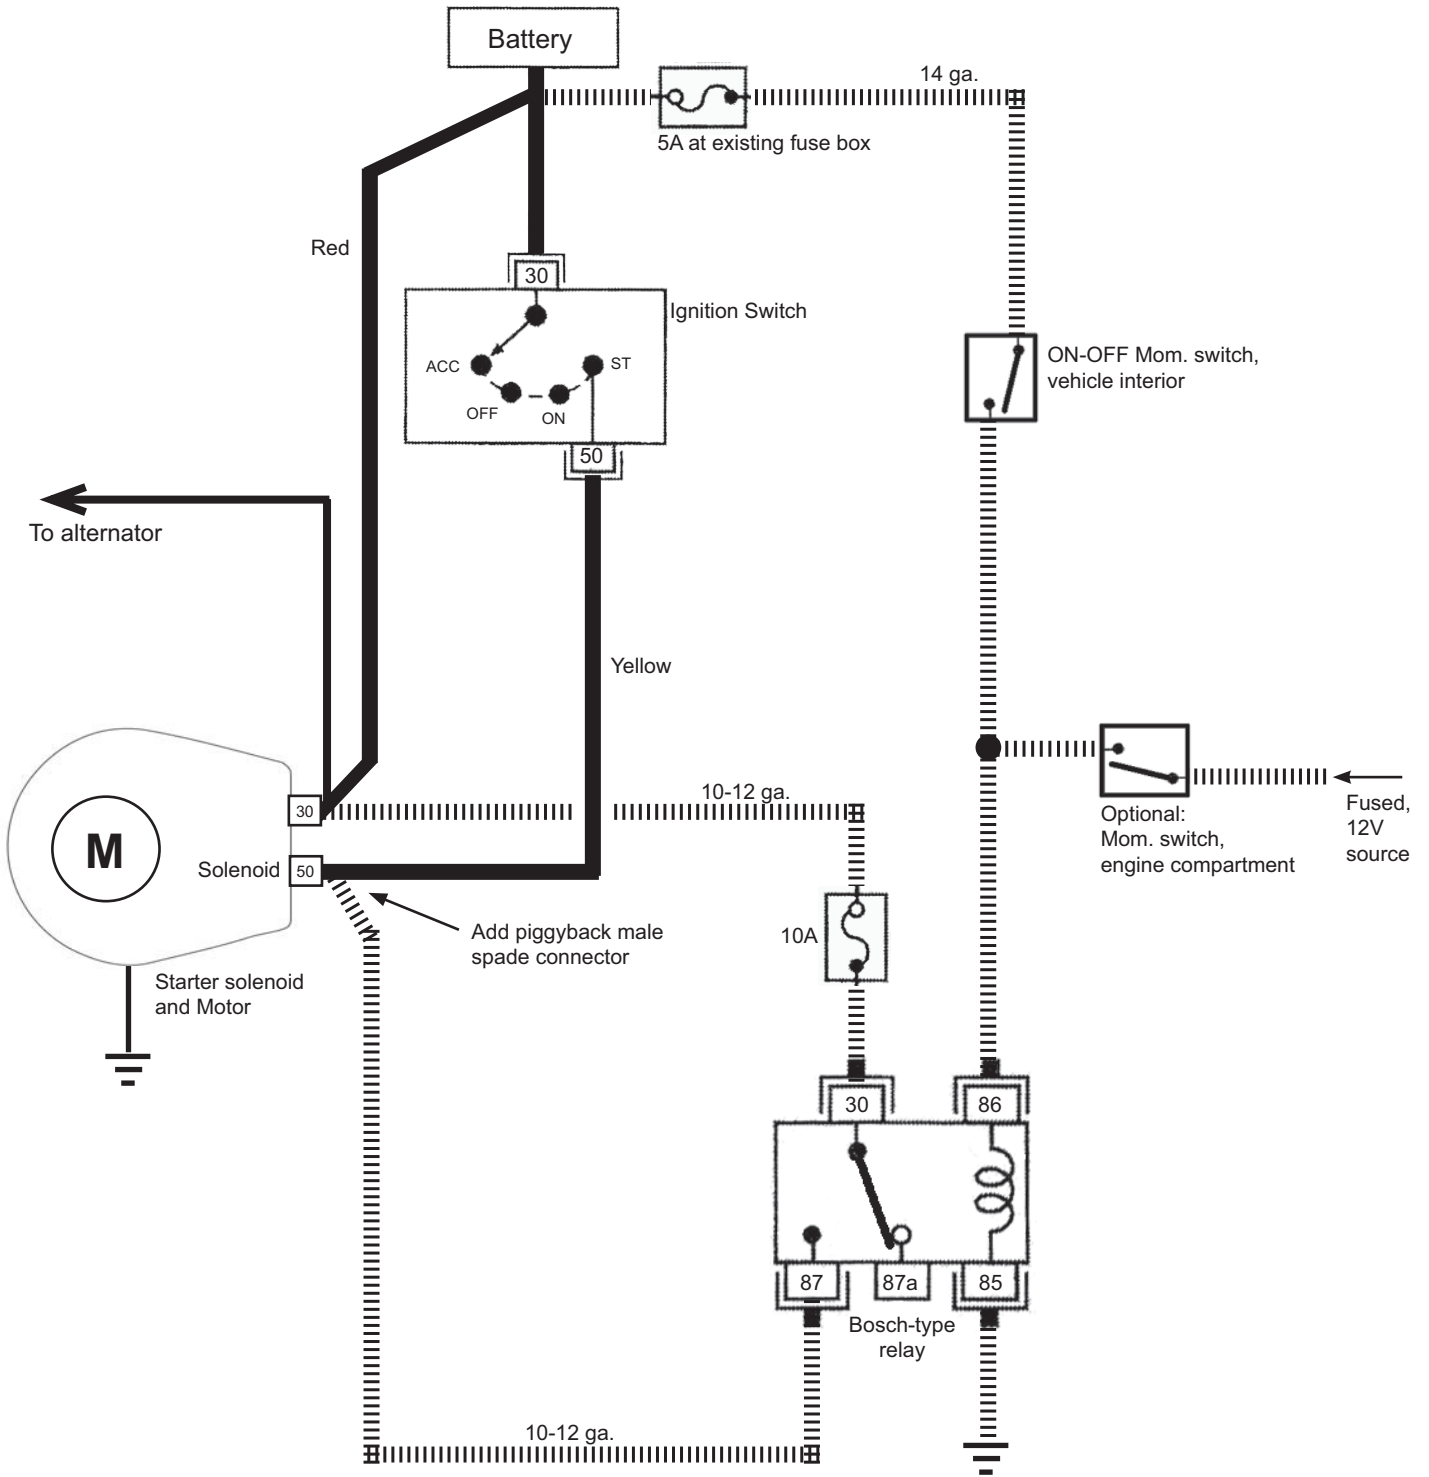 Battery
14 ga.
5A at existing fuse box
Red
30
Ignition Switch
ACC
ST
OFF
ON
50
ON-OFF Mom. switch,
vehicle interior
To alternator
Yellow
10-12 ga.
30
M
Solenoid
50
Optional:
Mom. switch,
engine compartment
Fused,
12V
source
Add piggyback male
spade connector
10A
Starter solenoid
and Motor
30
86
87
87a
85
Bosch-type
relay
10-12 ga.